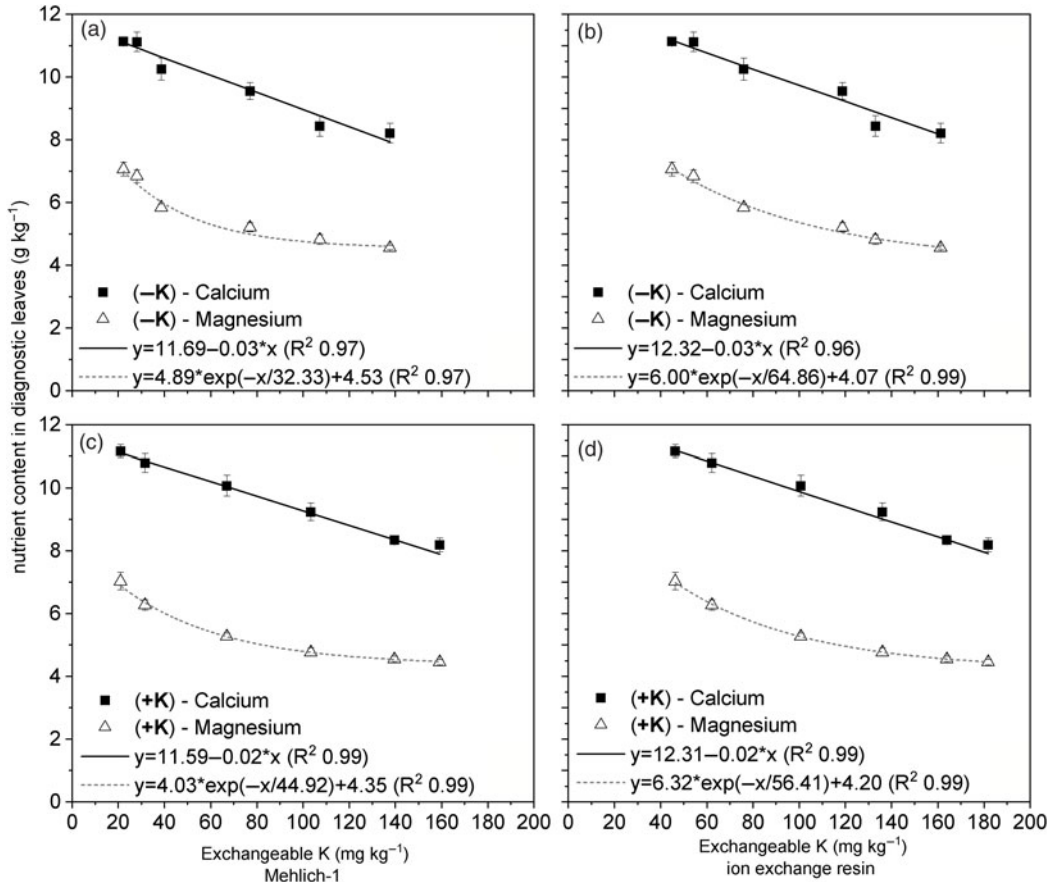 nutrient content in diagnostic leaves (g kg⁻¹)
12
10
8
6
4
2
0
(a)
(–K) - Calcium
(–K) - Magnesium
y=11.69–0.03*x (R² 0.97)
y=4.89*exp(–x/32.33)+4.53 (R² 0.97)
(b)
(–K) - Calcium
(–K) - Magnesium
y=12.32–0.03*x (R² 0.96)
y=6.00*exp(–x/64.86)+4.07 (R² 0.99)
12
10
8
6
4
2
0
(c)
(+K) - Calcium
(+K) - Magnesium
y=11.59–0.02*x (R² 0.99)
y=4.03*exp(–x/44.92)+4.35 (R² 0.99)
0 20 40 60 80 100 120 140 160 180 200
Exchangeable K (mg kg⁻¹)
Mehlich-1
(d)
(+K) - Calcium
(+K) - Magnesium
y=12.31–0.02*x (R² 0.99)
y=6.32*exp(–x/56.41)+4.20 (R² 0.99)
0 20 40 60 80 100 120 140 160 180 200
Exchangeable K (mg kg⁻¹)
ion exchange resin